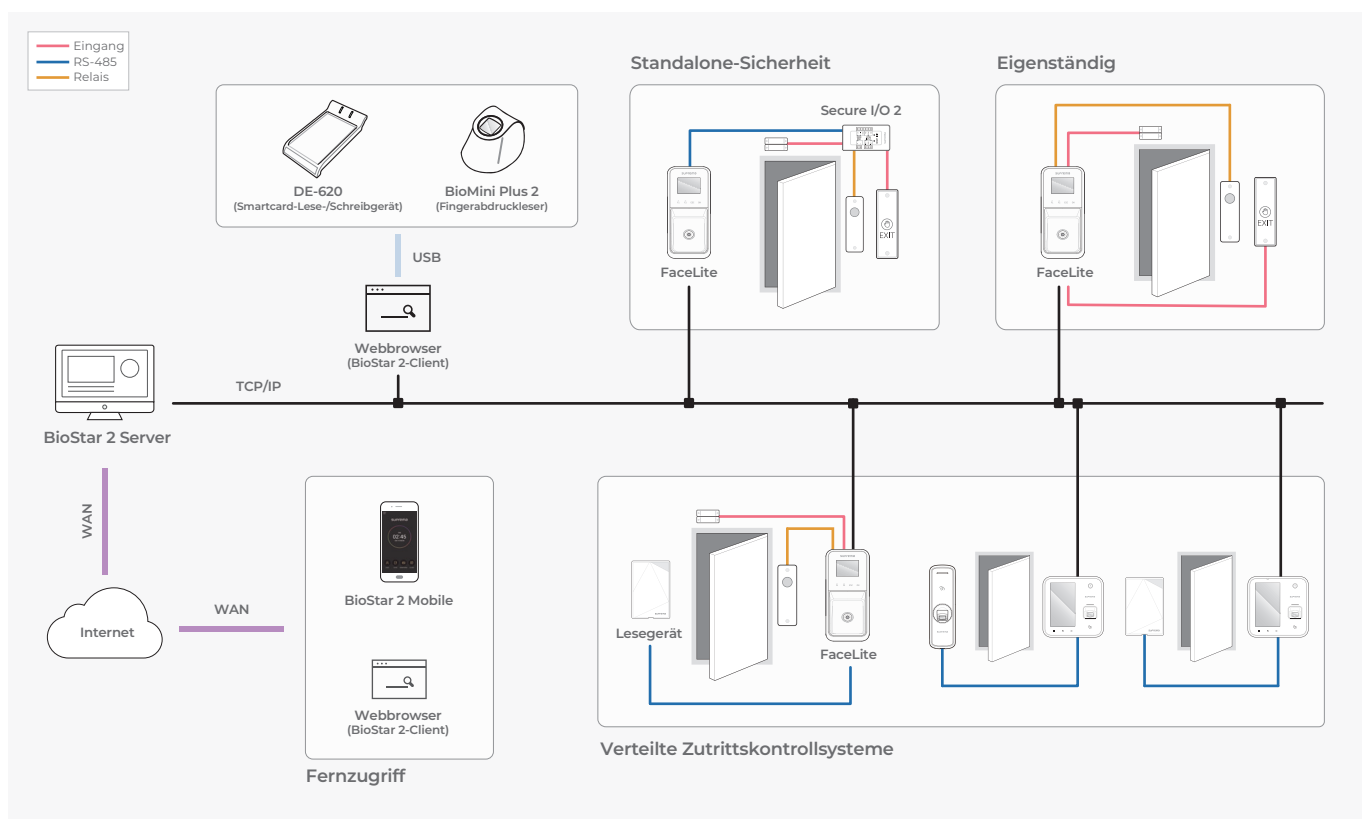 Eingang
RS-485
Relais
DE-620
(Smartcard-Lese-/Schreibgerät)
BioMini Plus 2
(Fingerabdruckleser)
USB
Webbrowser
(BioStar 2-Client)
Standalone-Sicherheit
Secure I/O 2
EXIT
FaceLite
Eigenständig
EXIT
FaceLite
BioStar 2 Server
TCP/IP
WAN
Internet
WAN
02:45
BioStar 2 Mobile
Webbrowser
(BioStar 2-Client)
Fernzugriff
Lesegerät
FaceLite
Verteilte Zutrittskontrollsysteme